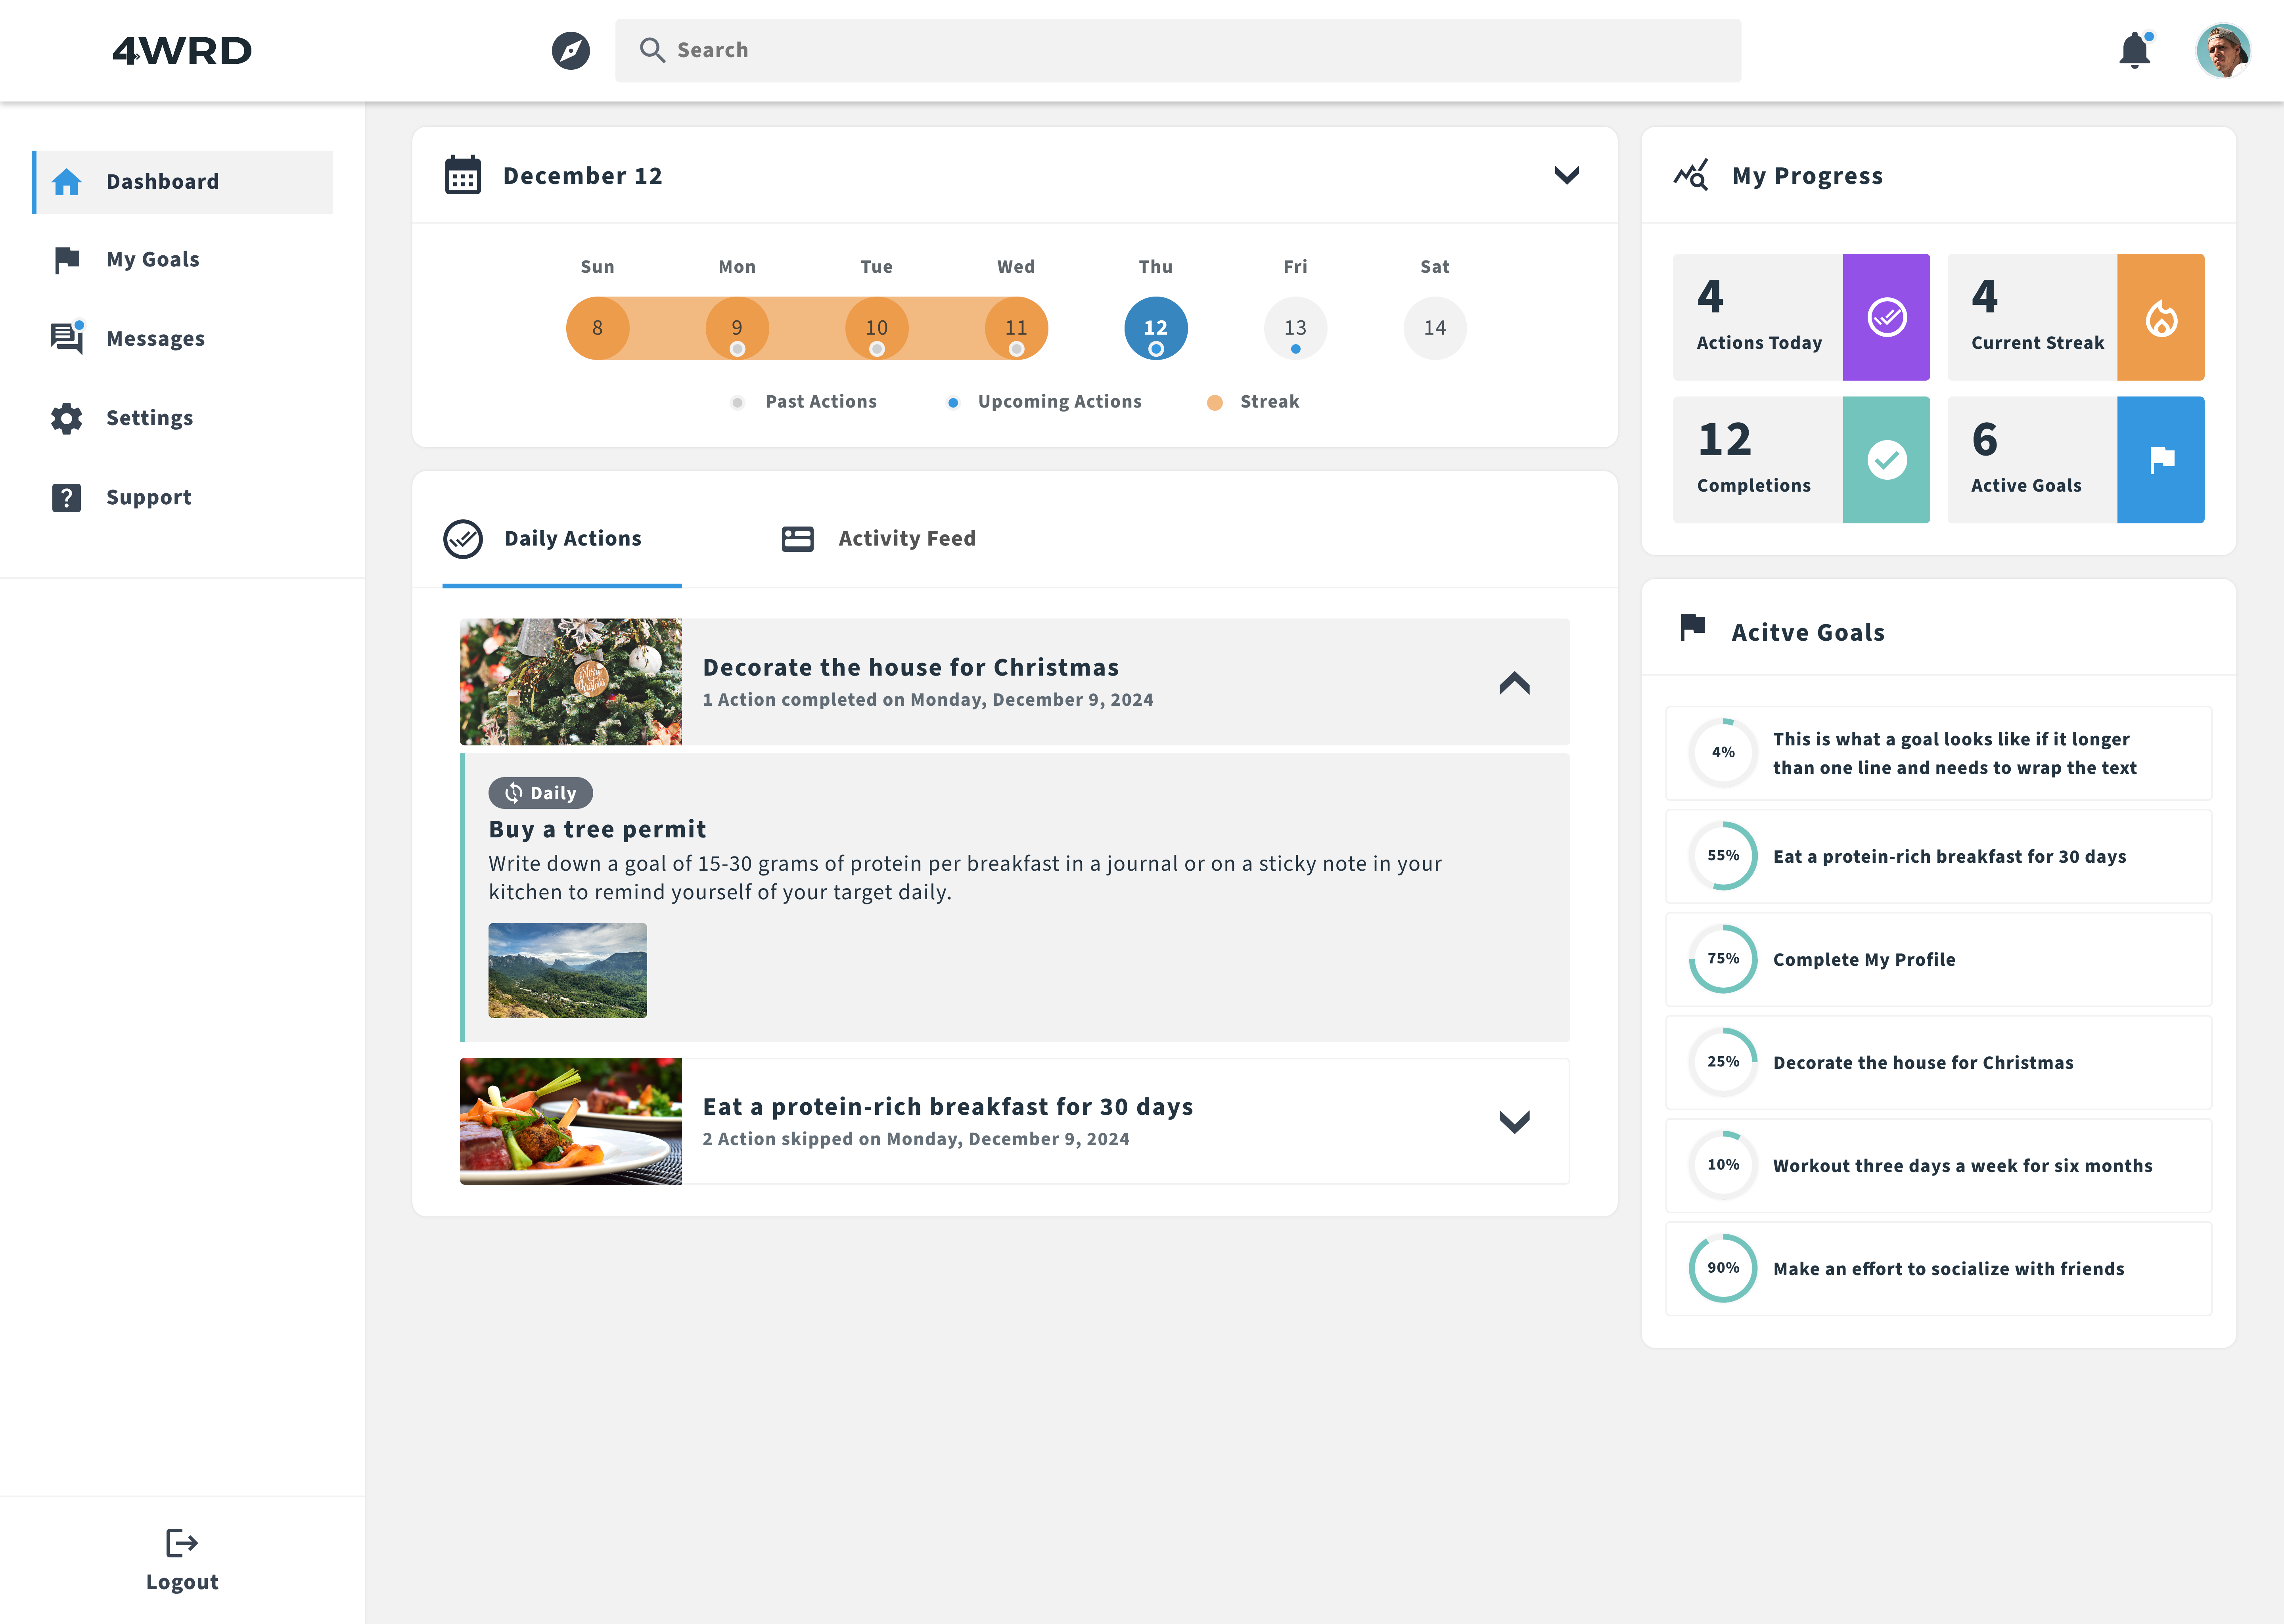 4WRD
Search
Dashboard
My Goals
Messages
Settings
Support
Logout
December 12
Sun Mon Tue Wed Thu Fri Sat
8 9 10 11 12 13 14
Past Actions Upcoming Actions Streak
Daily Actions
Activity Feed
Decorate the house for Christmas
1 Action completed on Monday, December 9, 2024
Merry
Christmas
Daily
Buy a tree permit
Write down a goal of 15-30 grams of protein per breakfast in a journal or on a sticky note in your
kitchen to remind yourself of your target daily.
Eat a protein-rich breakfast for 30 days
2 Action skipped on Monday, December 9, 2024
My Progress
4
Actions Today
4
Current Streak
12
Completions
6
Active Goals
Acitve Goals
4%
This is what a goal looks like if it longer
than one line and needs to wrap the text
55%
Eat a protein-rich breakfast for 30 days
75%
Complete My Profile
25%
Decorate the house for Christmas
10%
Workout three days a week for six months
90%
Make an effort to socialize with friends